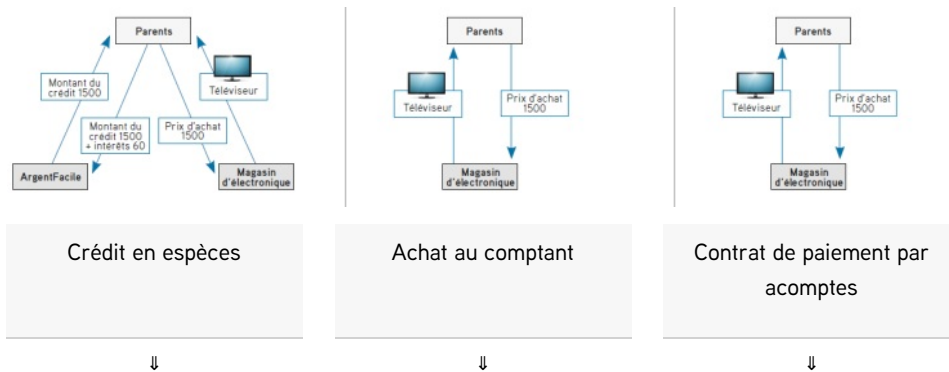 Parents
Montant du
crédit 1500
Téléviseur
Montant du
crédit 1500
+ intérêts 60
Prix d'achat
1500
ArgentFacile
Magasin
d'électronique
Parents
Téléviseur
Prix d'achat
1500
Magasin
d'électronique
Parents
Téléviseur
Prix d'achat
1500
Magasin
d'électronique
Crédit en espèces
Achat au comptant
Contrat de paiement par
acomptes
⇓ ⇓ ⇓